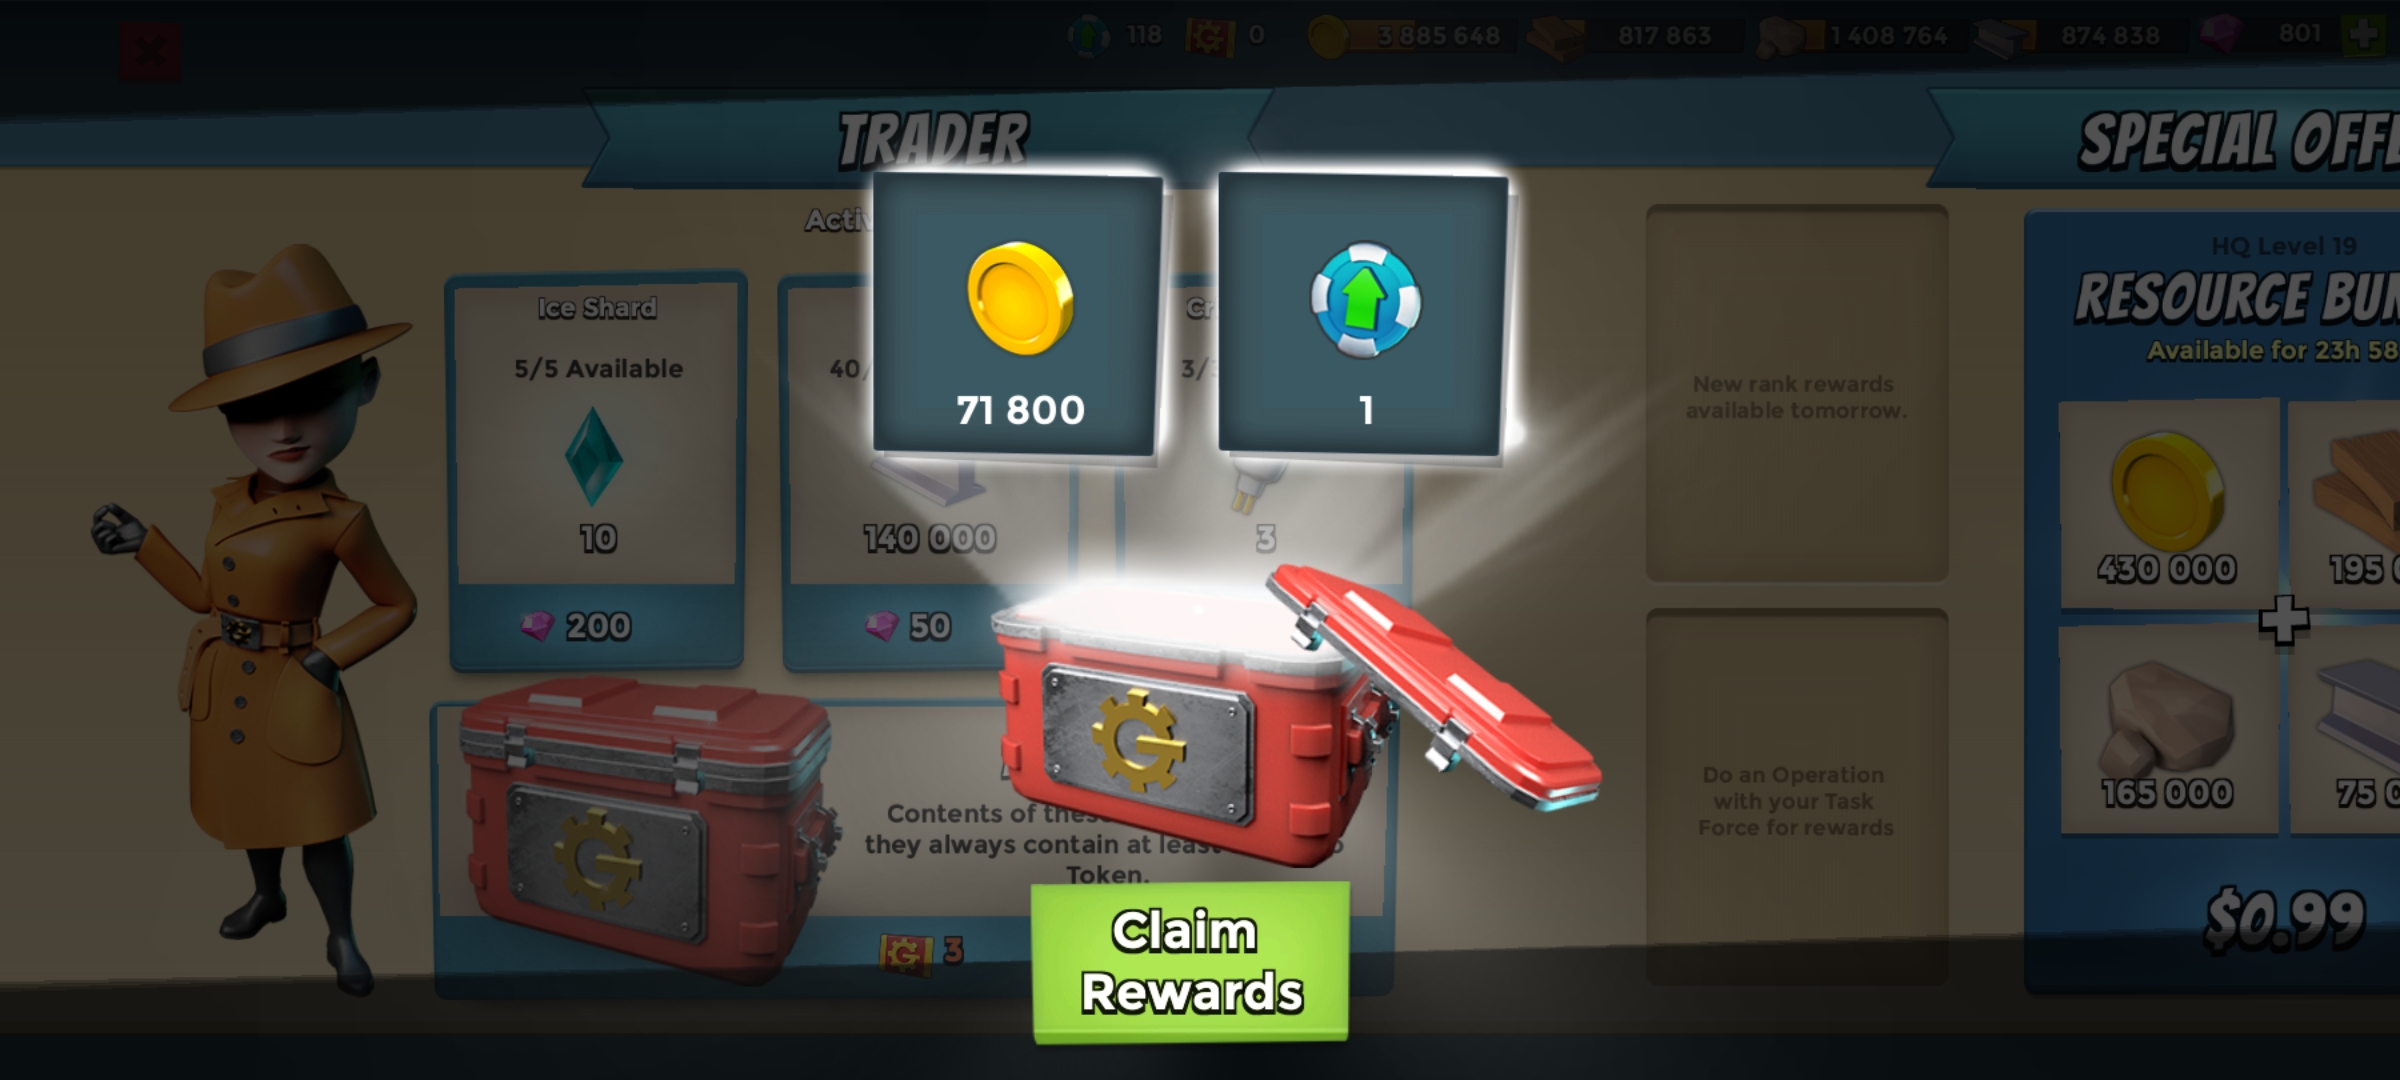 118
0
3 885 648
817 863
1 408 764
874 838
801
TRADER
SPECIAL
HQ Level 19
RESOURCE
Available for 23h 58
Ice Shard
5/5 Available
10
200
140 000
50
3
71 800
1
New rank rewards
available tomorrow.
Do an Operation
with your Task
Force for rewards
430 000
195
165 000
75
$0.99
Contents of
they always contain at least
Token.
3
Claim
Rewards